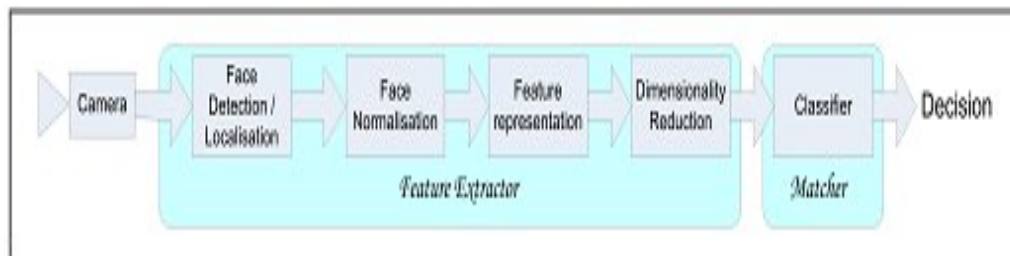 Camera
Face
Detection /
Localisation
Face
Normalisation
Feature
representation
Dimensionality
Reduction
Classifier
Decision
Feature Extractor
Matcher